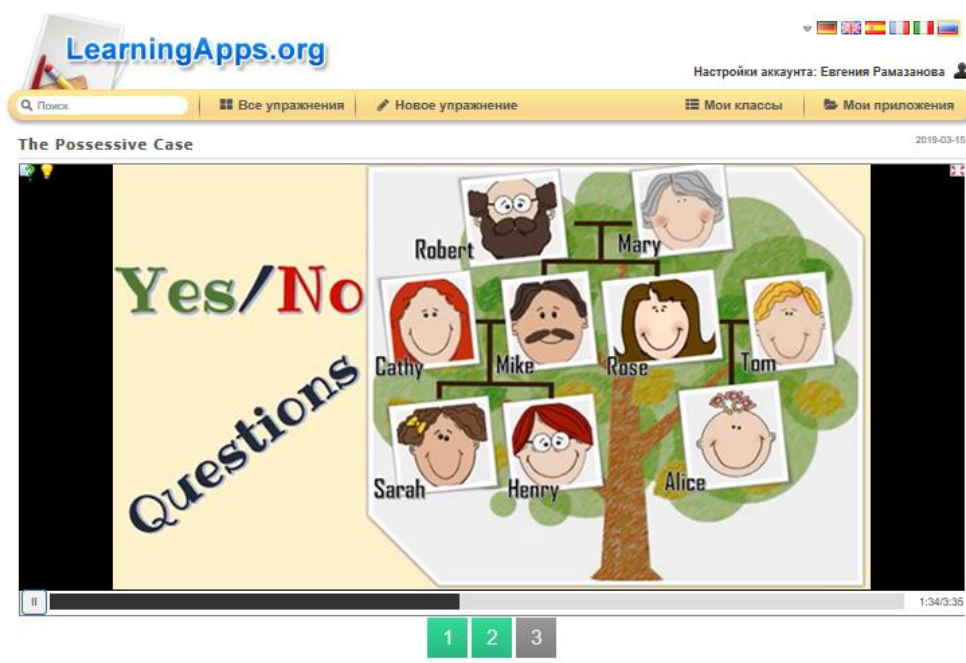 LearningApps.org
Настройки аккаунта: Евгения Рамазанова
Поиск
Все упражнения
Новое упражнение
Мои классы
Мои приложения
The Possessive Case
2019-03-15
Yes/No
Questions
Robert
Mary
Cathy
Mike
Rose
Tom
Sarah
Henry
Alice
1:34/3:35
1 2 3